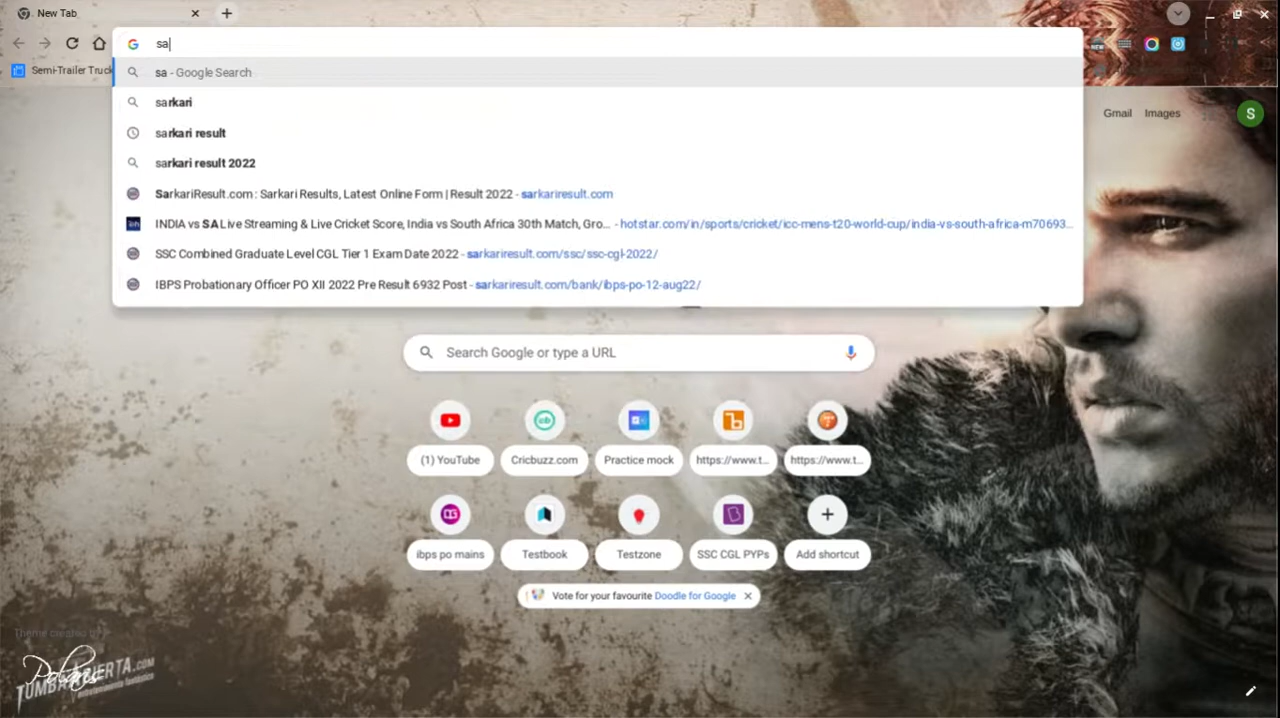 New Tab
sa
Semi-Trailer Truck
sa - Google Search
sarkari
sarkari result
sarkari result 2022
SarkariResult.com : Sarkari Results, Latest Online Form | Result 2022 - sarkariresult.com
INDIA vs SA Live Streaming & Live Cricket Score, India vs South Africa 30th Match, Gro... - hotstar.com/in/sports/cricket/icc-mens-t20-world-cup/india-vs-south-africa-m70693...
SSC Combined Graduate Level CGL Tier 1 Exam Date 2022 - sarkariresult.com/ssc/ssc-cgl-2022/
IBPS Probationary Officer PO XII 2022 Pre Result 6932 Post - sarkariresult.com/bank/ibps-po-12-aug22/
NEW
Gmail Images S
Search Google or type a URL
(1) YouTube Cricbuzz.com Practice mock https://www.t... https://www.t...
ibps po mains Testbook Testzone SSC CGL PYPs Add shortcut
Vote for your favourite Doodle for Google
Theme created by